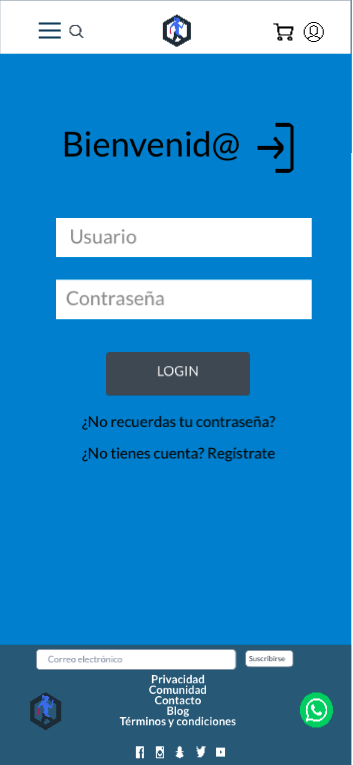 Bienvenid@
Usuario
Contraseña
LOGIN
¿No recuerdas tu contraseña?
¿No tienes cuenta? Regístrate
Correo electrónico
Suscribirse
Privacidad
Comunidad
Contacto
Blog
Términos y condiciones